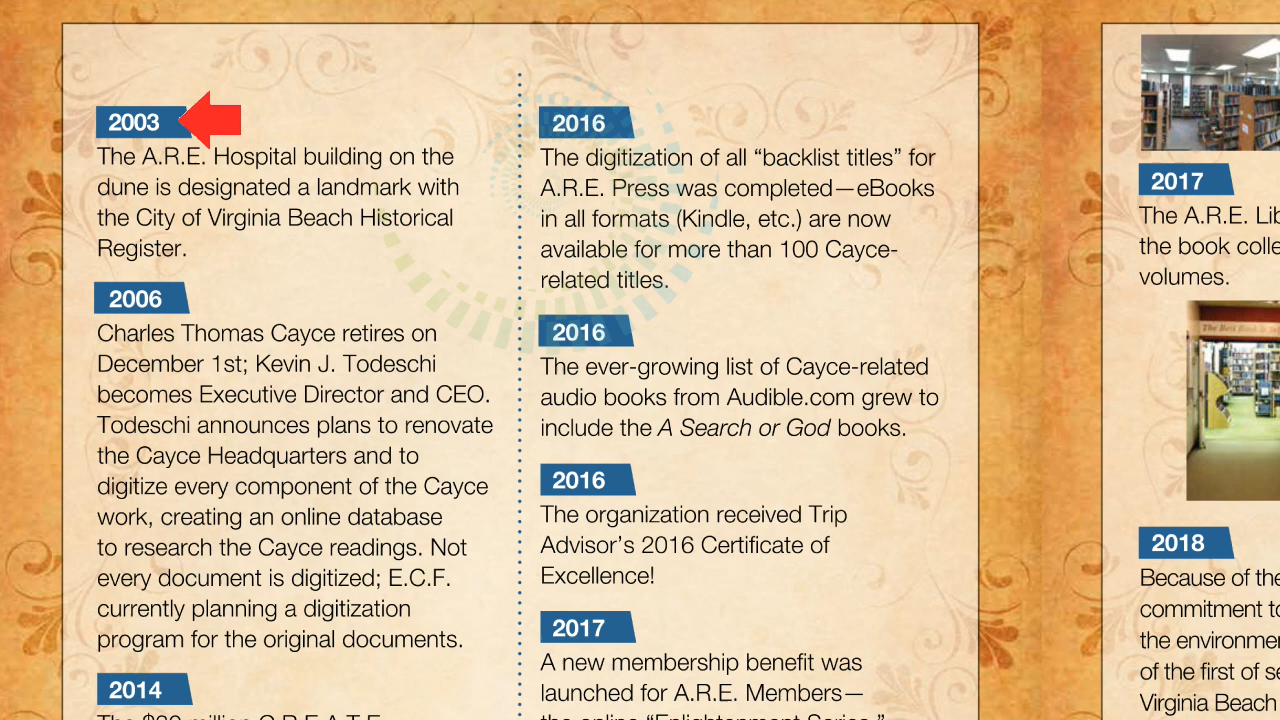 2003
The A.R.E. Hospital building on the
dune is designated a landmark with
the City of Virginia Beach Historical
Register.
2006
Charles Thomas Cayce retires on
December 1st; Kevin J. Todeschi
becomes Executive Director and CEO.
Todeschi announces plans to renovate
the Cayce Headquarters and to
digitize every component of the Cayce
work, creating an online database
to research the Cayce readings. Not
every document is digitized; E.C.F.
currently planning a digitization
program for the original documents.
2014
2016
The digitization of all “backlist titles” for
A.R.E. Press was completed—eBooks
in all formats (Kindle, etc.) are now
available for more than 100 Cayce-
related titles.
2016
The ever-growing list of Cayce-related
audio books from Audible.com grew to
include the A Search or God books.
2016
The organization received Trip
Advisor’s 2016 Certificate of
Excellence!
2017
A new membership benefit was
launched for A.R.E. Members—
the online “Enlightenment Series,”
2017
The A.R.E.
the book
volumes.
The Best Book
2018
Because of the
commitment
the
of the first of
Virginia Beach